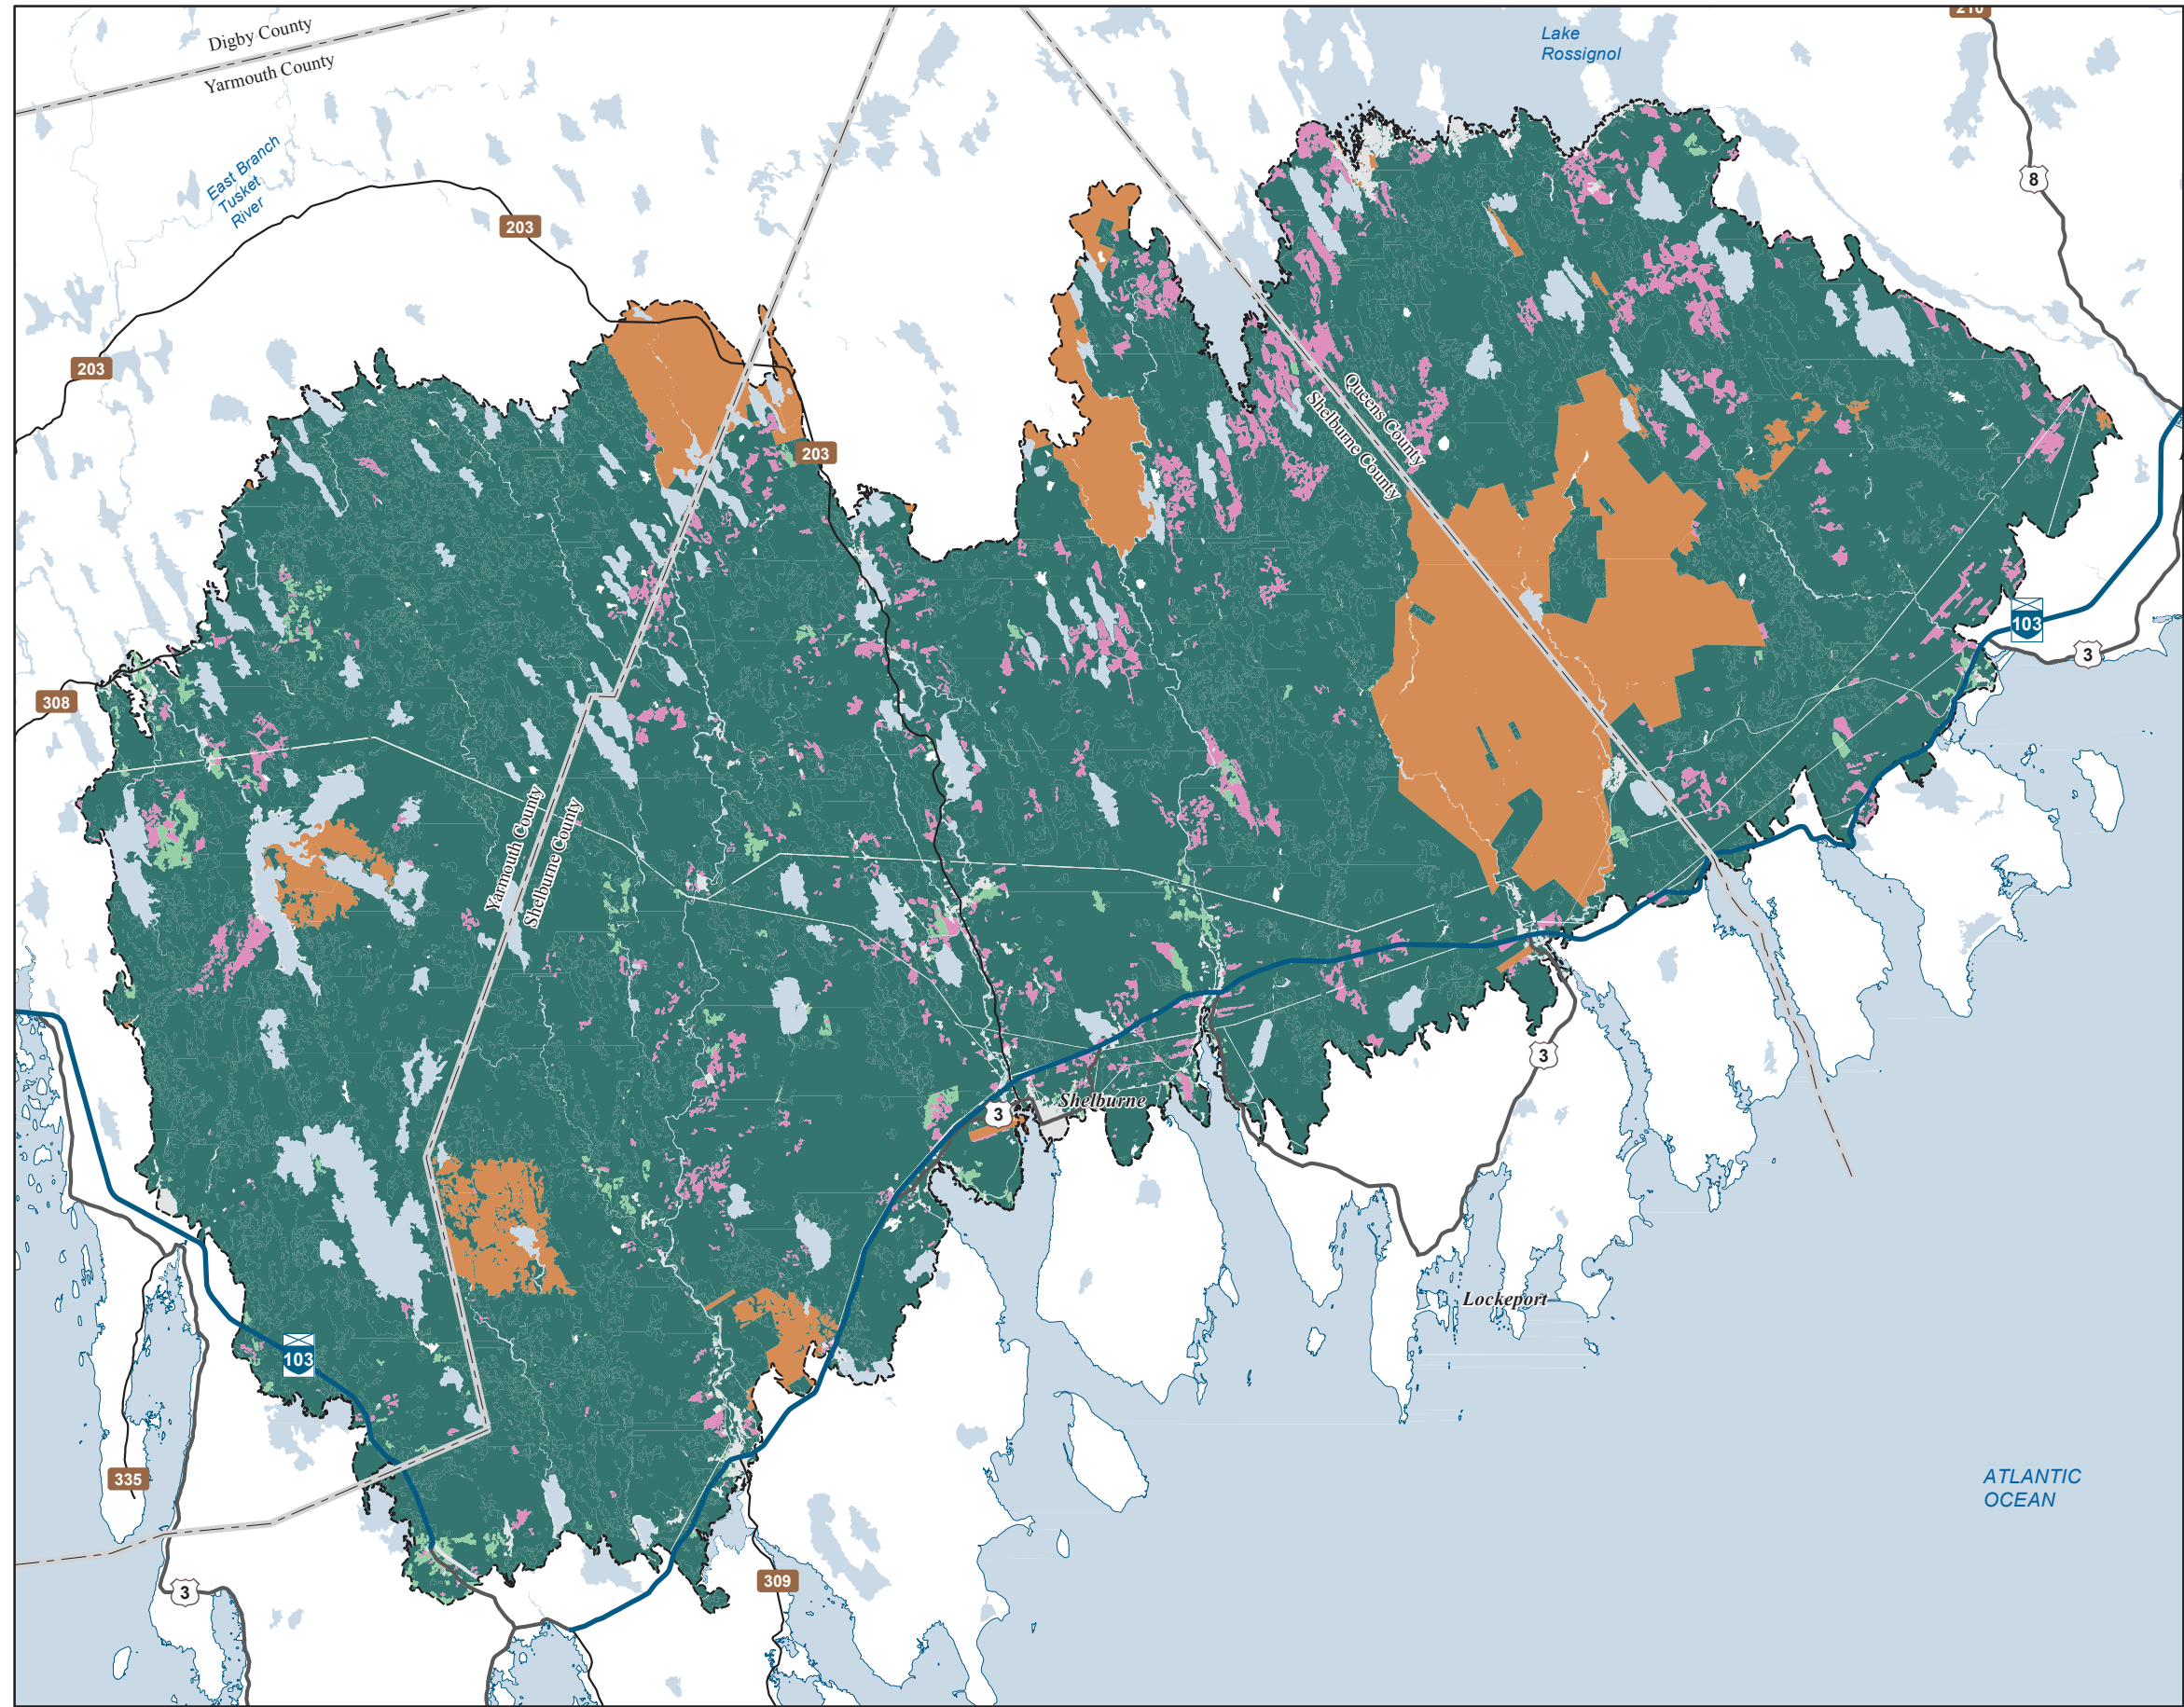 210
Lake
Rossignol
Digby County
Yarmouth County
8
East Branch
Tusket
River
203
203
Queens County
Shelburne County
203
103
3
308
Yarmouth County
Shelburne County
3
Shelburne
3
Lockeport
103
335
ATLANTIC
OCEAN
309
3